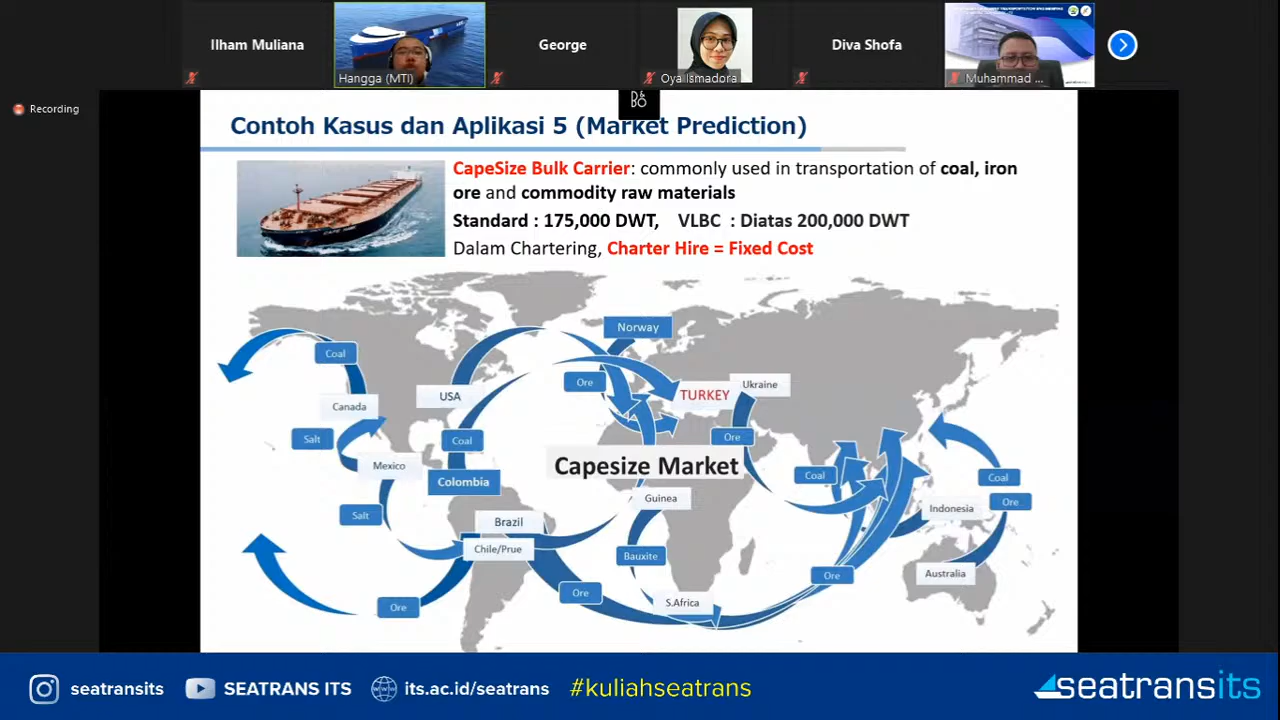 Ilham Muliana
Hangga (MTI)
George
Oya Ismadora
Diva Shofa
Muhammad ...
Recording
D&
BO
Contoh Kasus dan Aplikasi 5 (Market Prediction)
CapeSize Bulk Carrier: commonly used in transportation of coal, iron
ore and commodity raw materials
Standard : 175,000 DWT, VLBC : Diatas 200,000 DWT
Dalam Chartering, Charter Hire = Fixed Cost
Norway
Coal
Ore
TURKEY
Ukraine
USA
Canada
Salt
Coal
Ore
Capesize Market
Mexico
Colombia
Coal
Coal
Guinea
Ore
Indonesia
Salt
Brazil
Chile/Prue
Bauxite
Australia
Ore
Ore
Ore
S.Africa
seatransits
SEATRANS ITS
its.ac.id/seatrans
#kuliahseatrans
seatransits